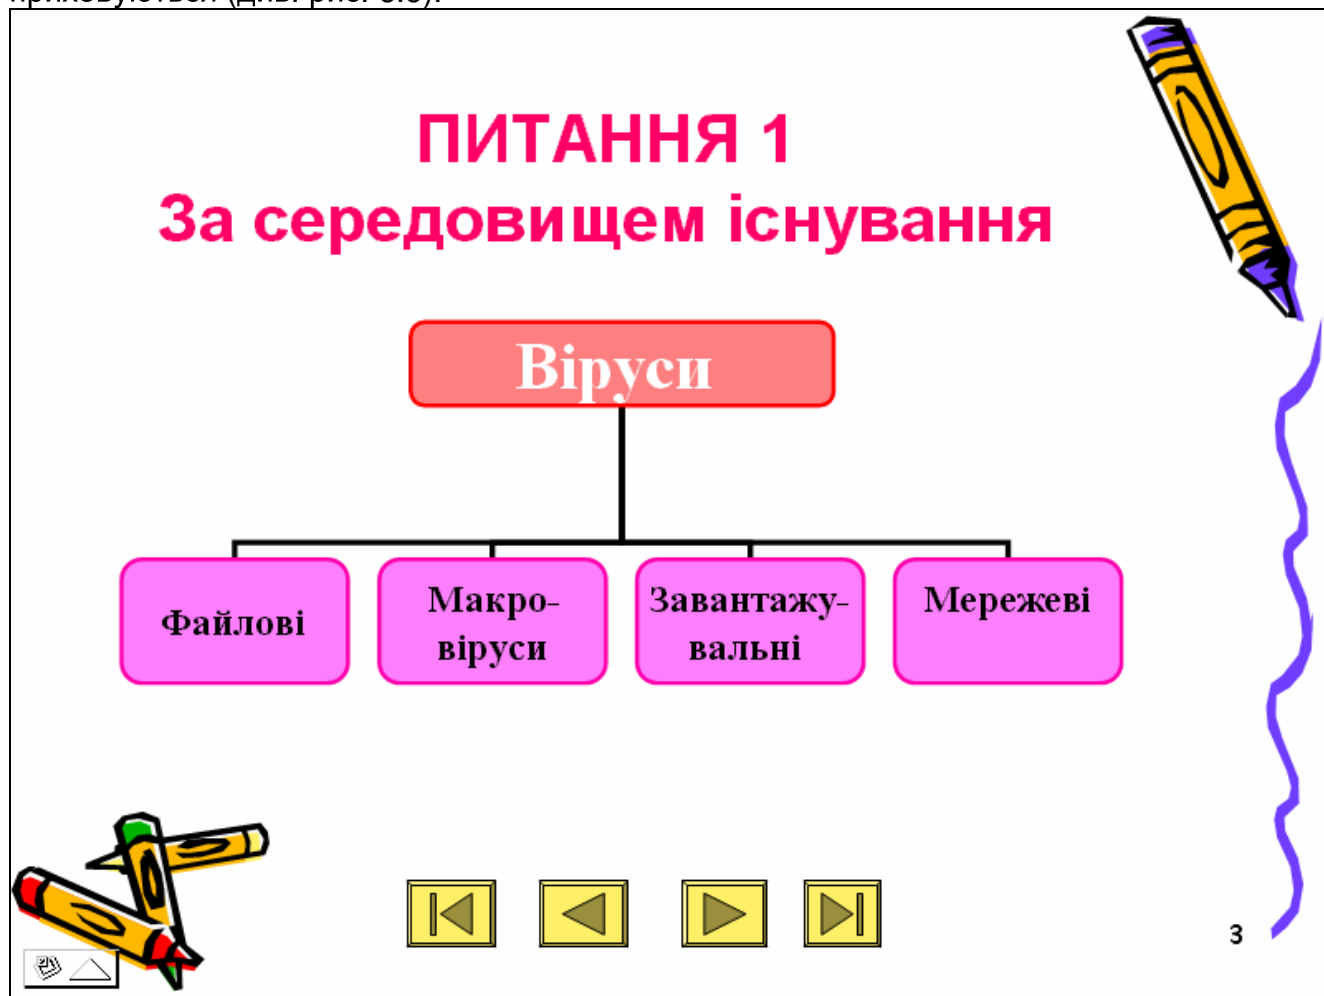 ПИТАННЯ 1
За середовищем існування
Віруси
Файлові
Макро-
віруси
Завантажу-
вальні
Мережеві
3